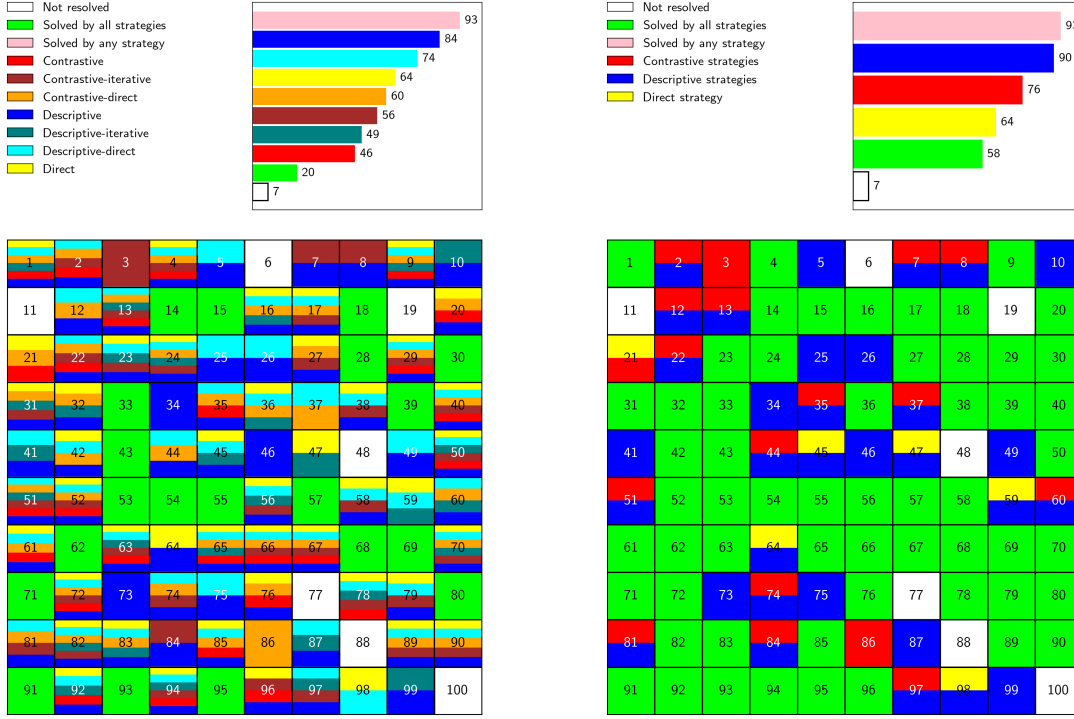 Not resolved
Solved by all strategies
Solved by any strategy
Contrastive
Contrastive-iterative
Contrastive-direct
Descriptive
Descriptive-iterative
Descriptive-direct
Direct
93
84
74
64
60
56
49
46
20
7
Not resolved
Solved by all strategies
Solved by any strategy
Contrastive strategies
Descriptive strategies
Direct strategy
90
76
64
58
7
1 2 3 4 5 6 7 8 9 10
11 12 13 14 15 16 17 18 19 20
21 22 23 24 25 26 27 28 29 30
31 32 33 34 35 36 37 38 39 40
41 42 43 44 45 46 47 48 49 50
51 52 53 54 55 56 57 58 59 60
61 62 63 64 65 66 67 68 69 70
71 72 73 74 75 76 77 78 79 80
81 82 83 84 85 86 87 88 89 90
91 92 93 94 95 96 97 98 99 100
1 2 3 4 5 6 7 8 9 10
11 12 13 14 15 16 17 18 19 20
21 22 23 24 25 26 27 28 29 30
31 32 33 34 35 36 37 38 39 40
41 42 43 44 45 46 47 48 49 50
51 52 53 54 55 56 57 58 59 60
61 62 63 64 65 66 67 68 69 70
71 72 73 74 75 76 77 78 79 80
81 82 83 84 85 86 87 88 89 90
91 92 93 94 95 96 97 98 99 100